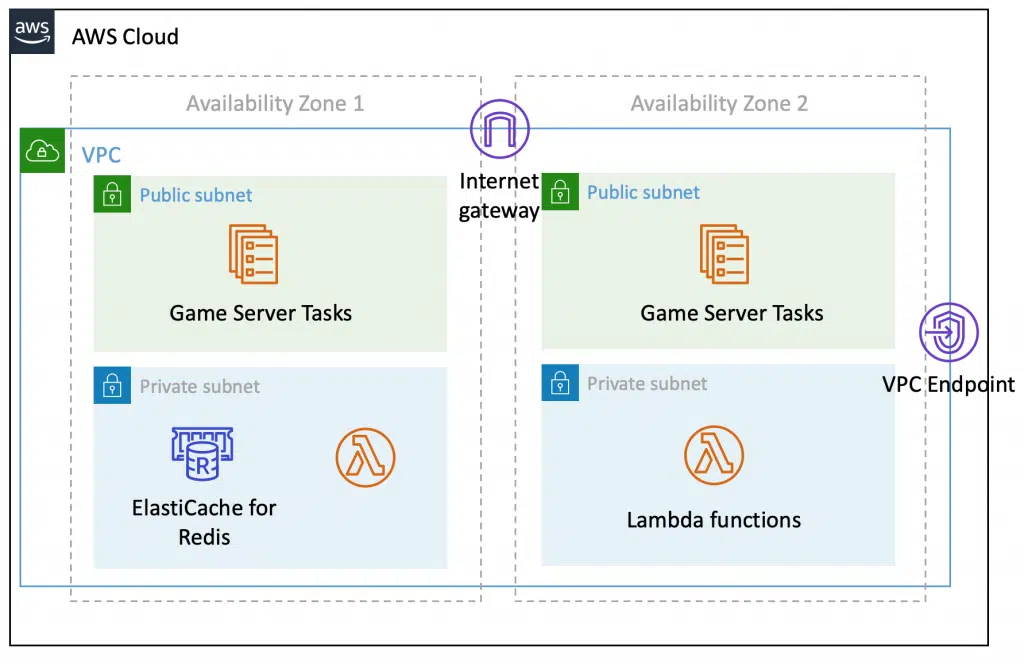 aws
AWS Cloud
Availability Zone 1
Availability Zone 2
VPC
Internet
gateway
Public subnet
Public subnet
Game Server Tasks
Game Server Tasks
VPC Endpoint
Private subnet
Private subnet
R
ElastiCache for
Redis
Lambda functions